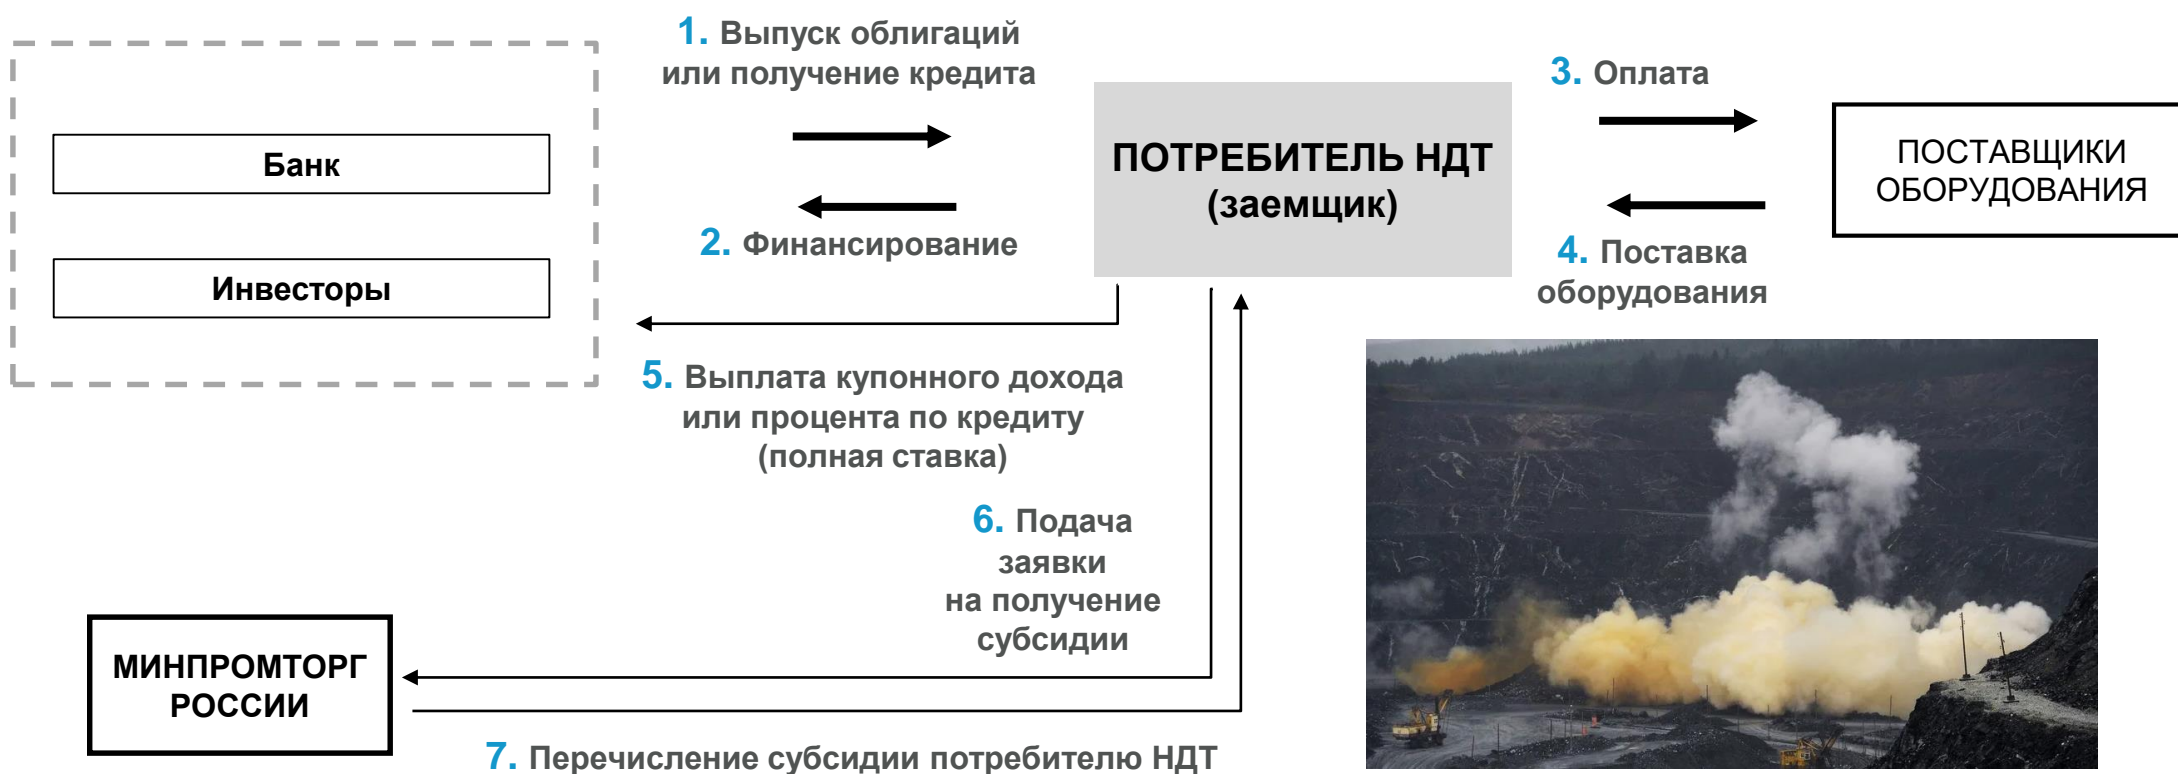 1. Выпуск облигаций
или получение кредита
3. Оплата
Банк
ПОТРЕБИТЕЛЬ НДТ
(заемщик)
ПОСТАВЩИКИ
ОБОРУДОВАНИЯ
2. Финансирование
4. Поставка
оборудования
Инвесторы
5. Выплата купонного дохода
или процента по кредиту
(полная ставка)
6. Подача
заявки
на получение
субсидии
МИНПРОМТОРГ
РОССИИ
7. Перечисление субсидии потребителю НДТ